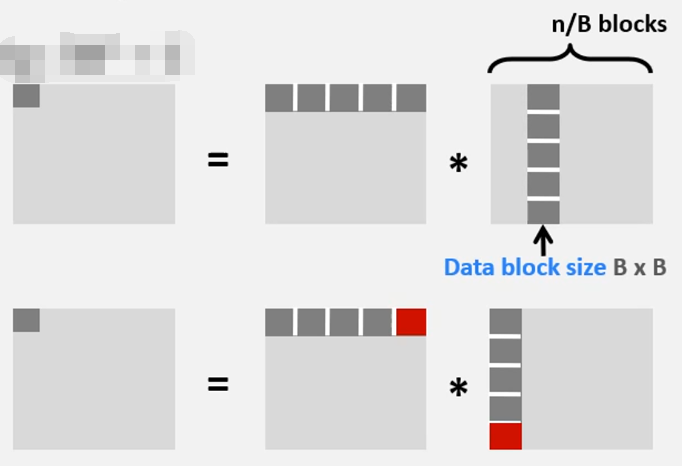 n/B blocks
=
*
Data block size B x B
=
*